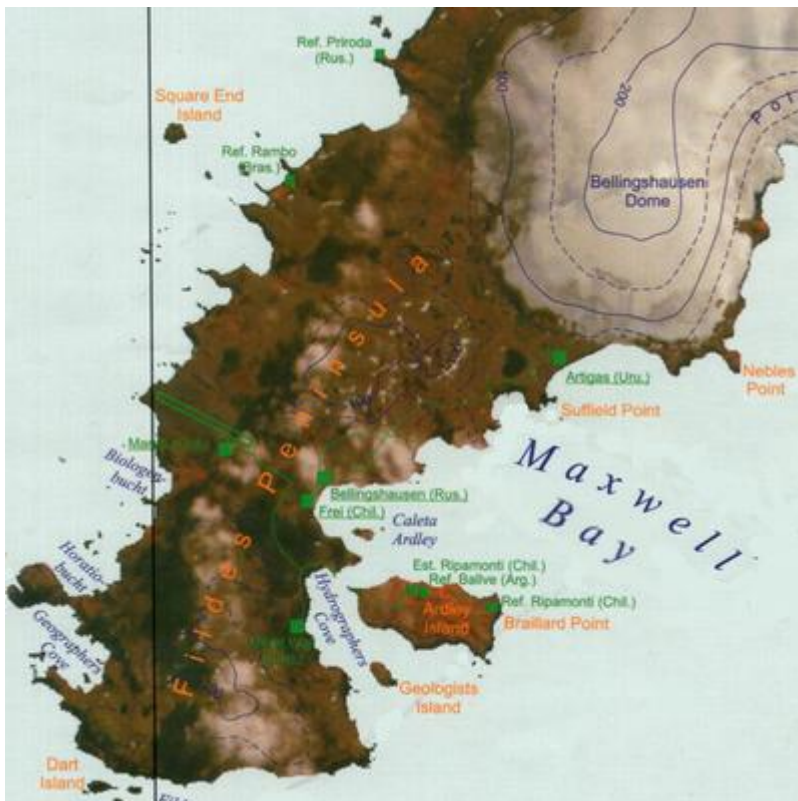 Ref. Priroda
(Rus.)
Square End
Island
Ref. Rambo
(Bras.)
100
200
Bellingshausen
Dome
Fildes Peninsula
Artigas (Uru.)
Nebles
Point
Suffield Point
Biologen-
bucht
Maxwell
Bay
Bellingshausen (Rus.)
Frei (Chil.)
Caleta
Ardley
Horatio-
bucht
Hydrographers
Cove
Est. Ripamonti (Chil.)
Ref. Ballve (Arg.)
Ardley
Island
Ref. Ripamonti (Chil.)
Braillard Point
Geographers
Cove
Geologists
Island
Dart
Island